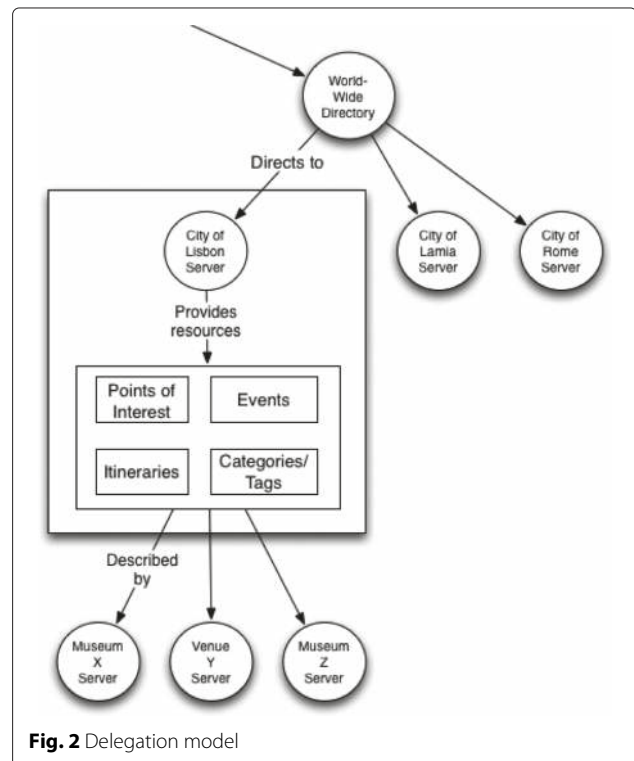 World-
Wide
Directory
Directs to
City of
Lisbon
Server
City of
Lamia
Server
City of
Rome
Server
Provides
resources
Points of
Interest
Events
Itineraries
Categories/
Tags
Described
by
Museum
X
Server
Venue
Y
Server
Museum
Z
Server
Fig. 2 Delegation model